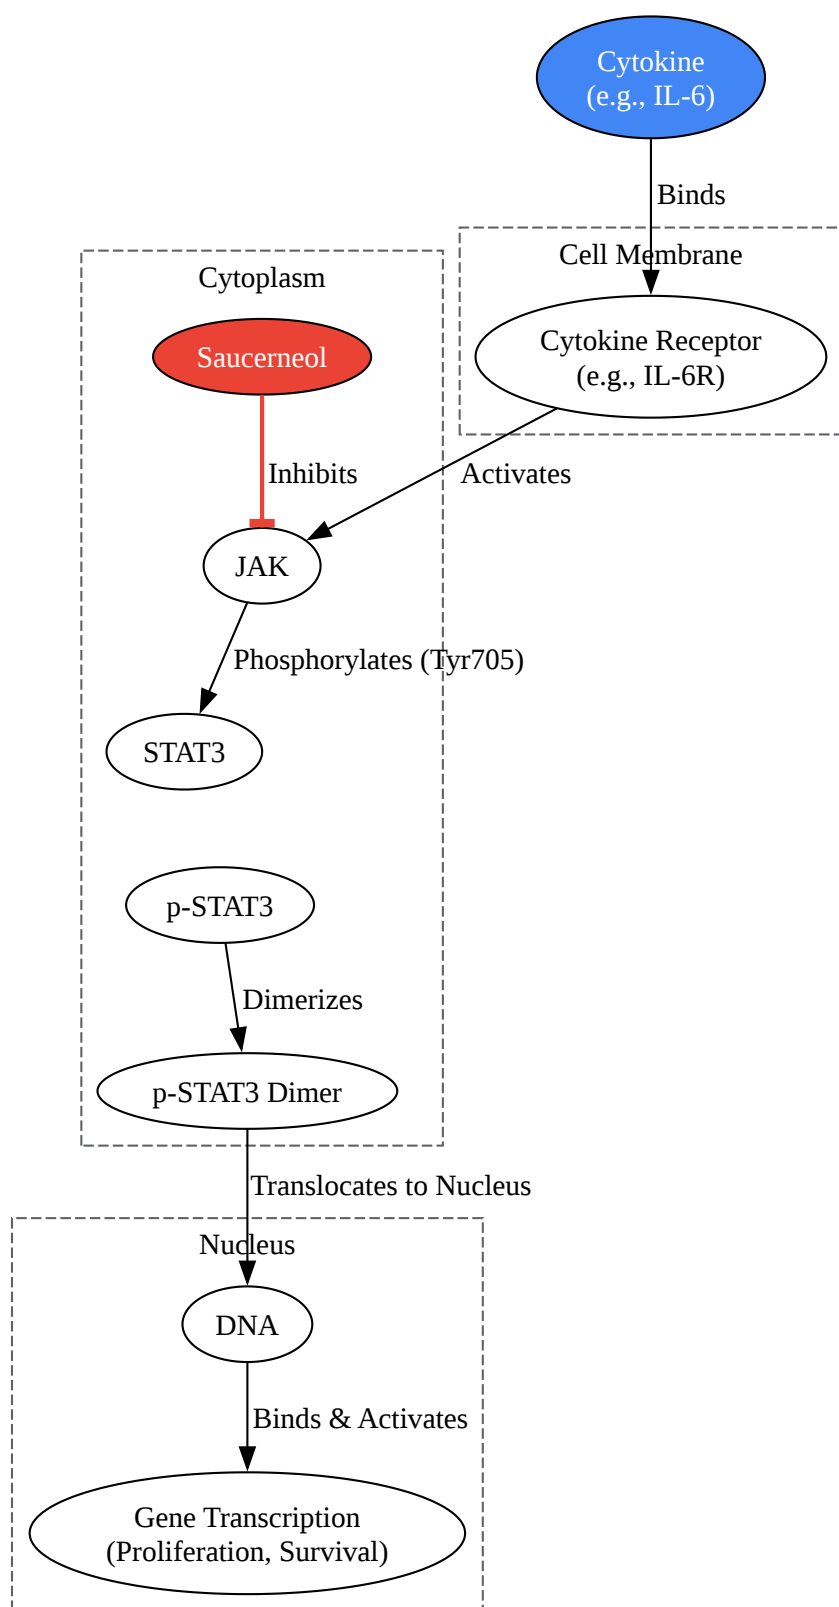 Cytokine
(e.g., IL-6)
Binds
Cell Membrane
Cytoplasm
Cytokine Receptor
(e.g., IL-6R)
Saucerneol
Inhibits
Activates
JAK
Phosphorylates (Tyr705)
STAT3
p-STAT3
Dimerizes
p-STAT3 Dimer
Translocates to Nucleus
Nucleus
DNA
Binds & Activates
Gene Transcription
(Proliferation, Survival)